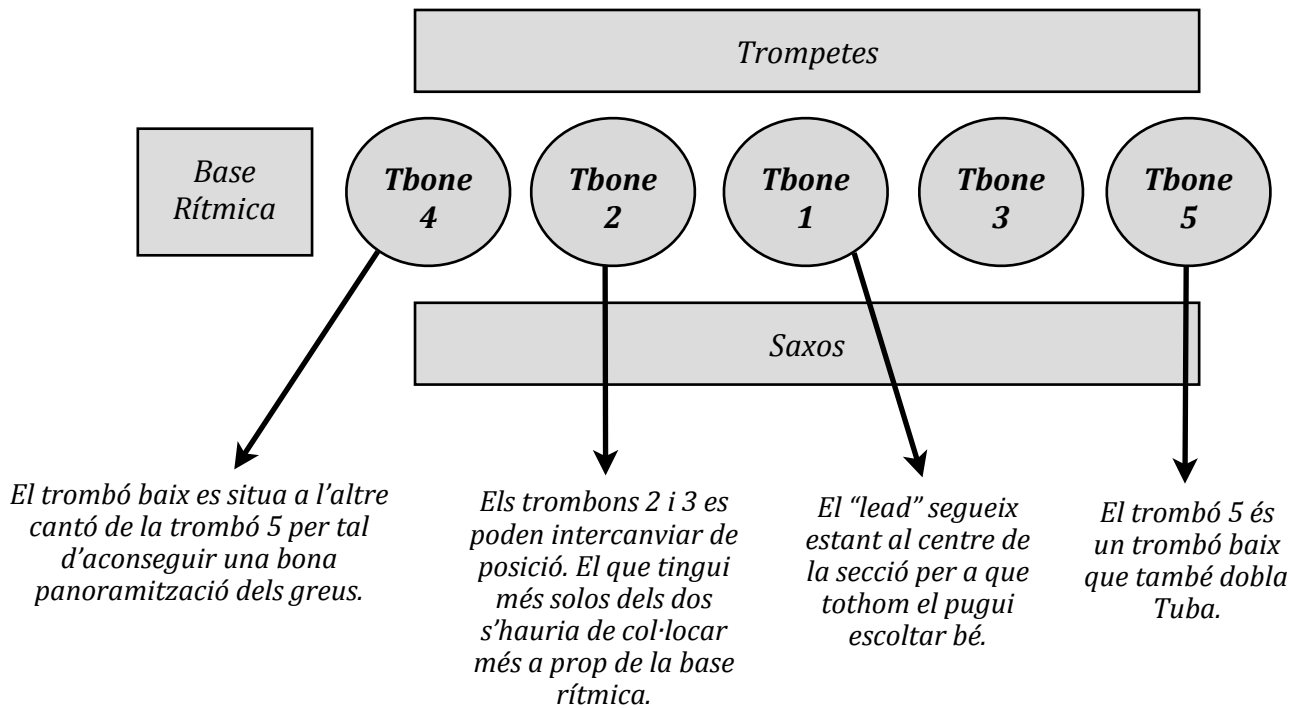 Trompetes
Base
Rítmica
Tbone
4
Tbone
2
Tbone
1
Tbone
3
Tbone
5
Saxos
El trombó baix es situa a l’altre
cantó de la trombó 5 per tal
d’aconseguir una bona
panoramització dels greus.
Els trombons 2 i 3 es
poden intercanviar de
posició. El que tingui
més solos dels dos
s’hauria de col·locar
més a prop de la base
rítmica.
El “lead” segueix
estant al centre de
la secció per a que
tothom el pugui
escoltar bé.
El trombó 5 és
un trombó baix
que també dobla
Tuba.